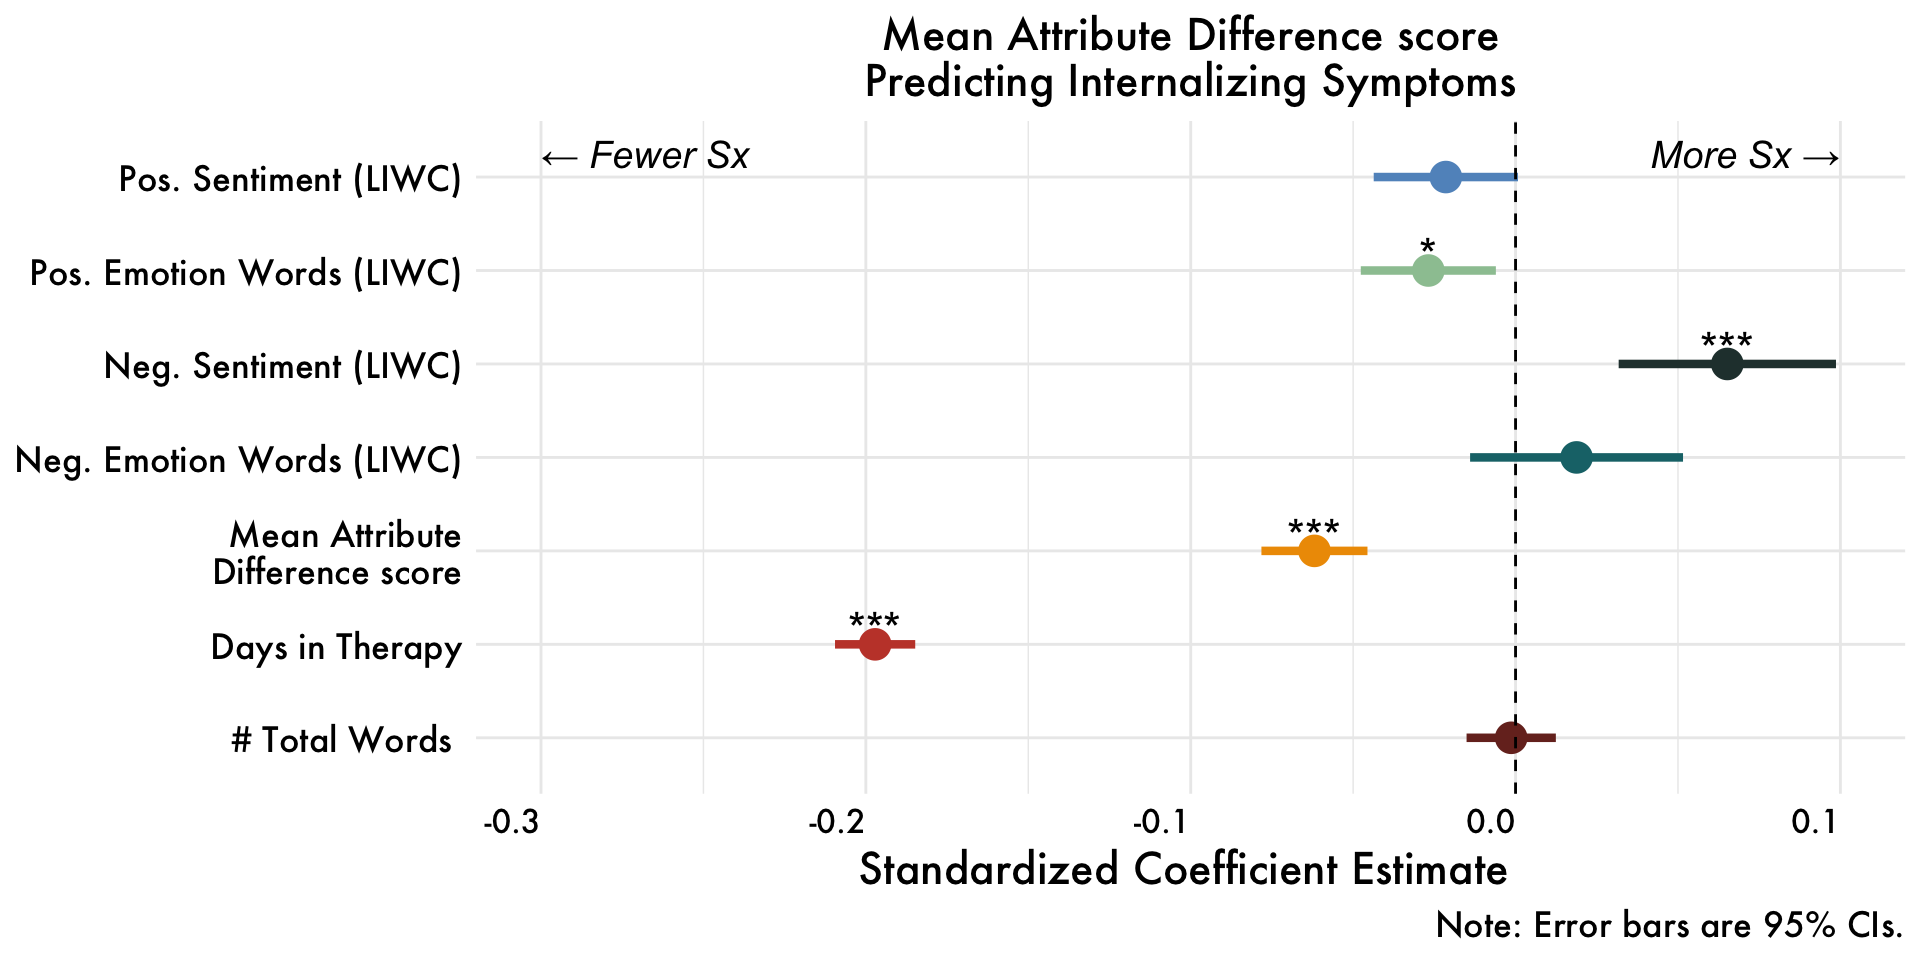 Mean Attribute Difference score
Predicting Internalizing Symptoms
← Fewer Sx
More Sx →
Pos. Sentiment (LIWC)
*
Pos. Emotion Words (LIWC)
***
Neg. Sentiment (LIWC)
Neg. Emotion Words (LIWC)
***
Mean Attribute
Difference score
***
Days in Therapy
# Total Words
-0.3 -0.2 -0.1 0.0 0.1
Standardized Coefficient Estimate
Note: Error bars are 95% CIs.